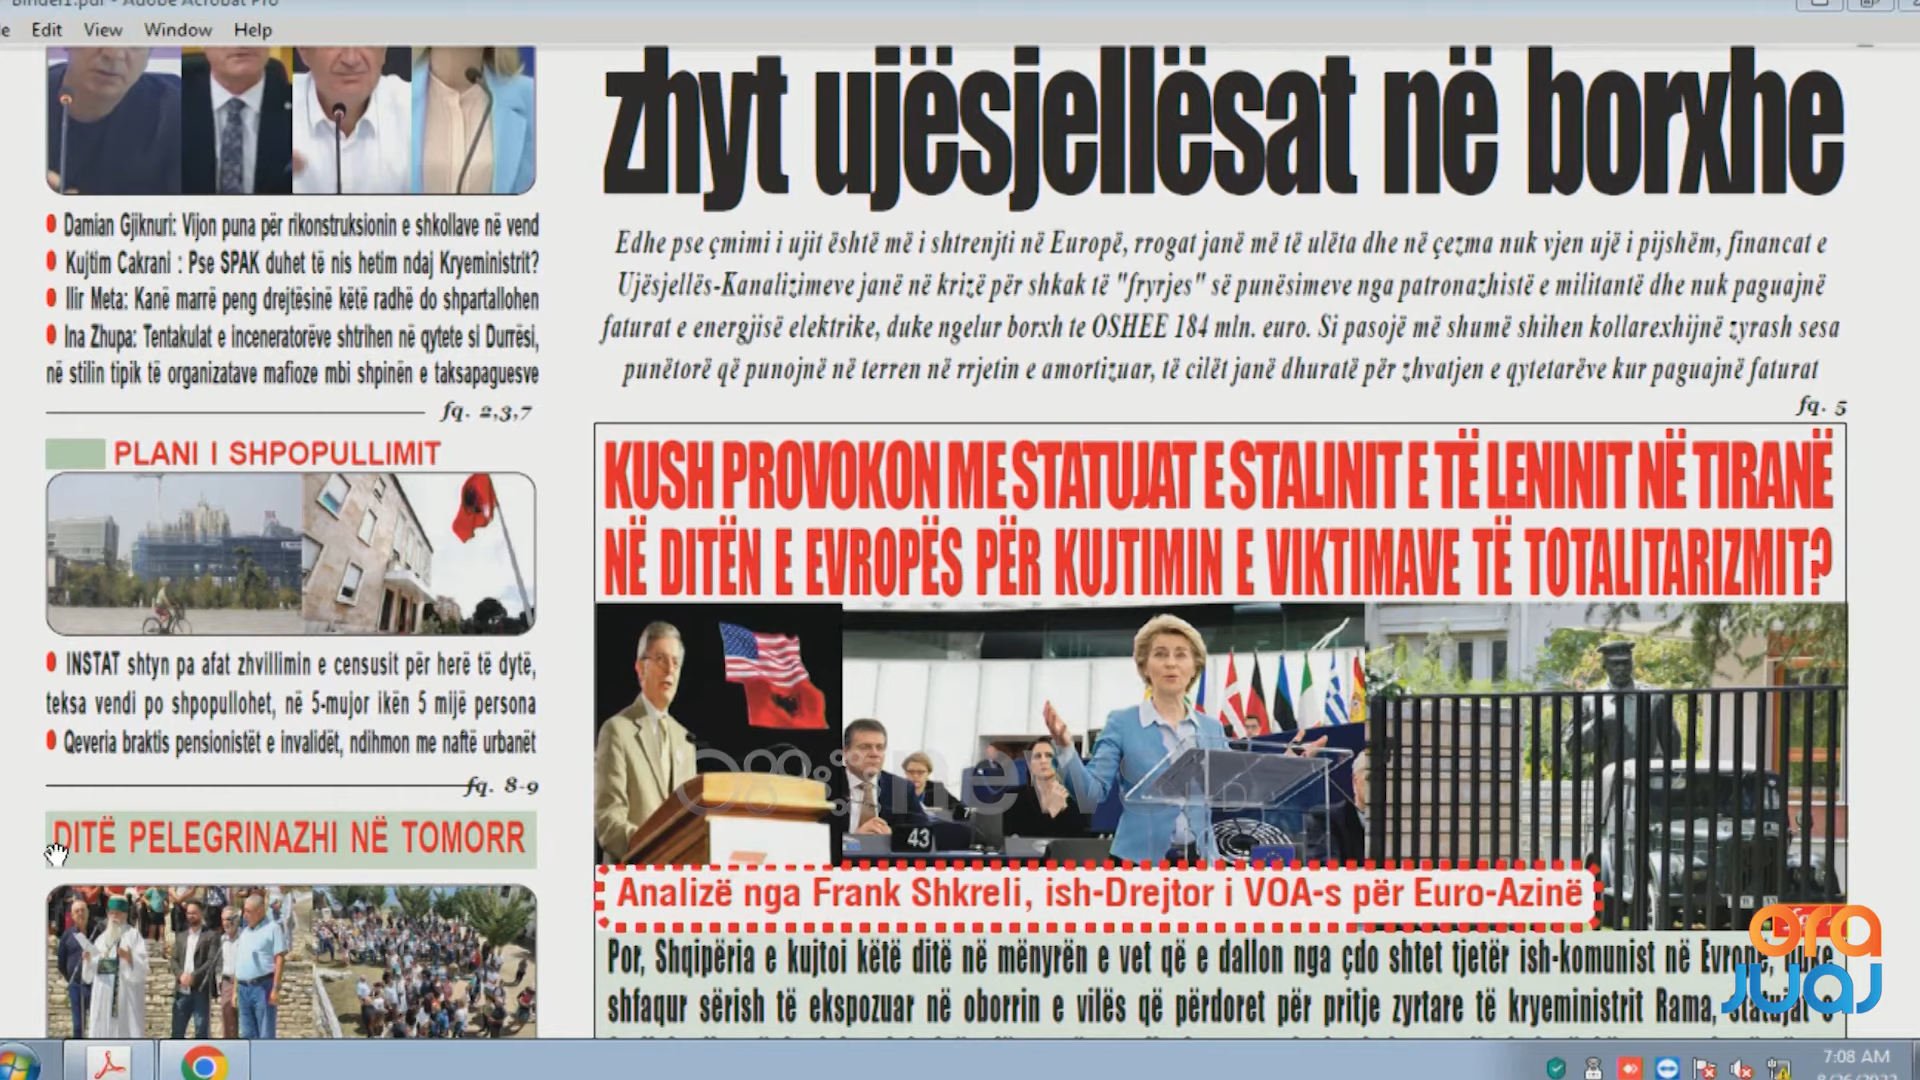 Binder1.pdf - Adobe Acrobat Pro
Edit View Window Help
zhyt ujësjellësat në borxhe
Edhe pse çmimi i ujit është më i shtrenjti në Europë, rrogat janë më të ulëta dhe në çezma nuk vjen ujë i pijshëm, financat e
Ujësjellës-Kanalizimeve janë në krizë për shkak të "fryrjes" së punësimeve nga patronazhistë e militantë dhe nuk paguajnë
faturat e energjisë elektrike, duke ngelur borxh te OSHEE 184 mln. euro. Si pasojë më shumë shihen kollarexhijnë zyrash sesa
punëtorë që punojnë në terren në rrjetin e amortizuar, të cilët janë dhuratë për zhvatjen e qytetarëve kur paguajnë faturat
fq. 5
Damian Gjiknuri: Vijon puna për rikonstruksionin e shkollave në vend
Kujtim Cakrani : Pse SPAK duhet të nis hetim ndaj Kryeministrit?
Ilir Meta: Kanë marrë peng drejtësinë këtë radhë do shpartallohen
Ina Zhupa: Tentakulat e inceneratorëve shtrihen në qytete si Durrësi,
në stilin tipik të organizatave mafioze mbi shpinën e taksapaguesve
fq. 2,3,7
PLANI I SHPOPULLIMIT
INSTAT shtyn pa afat zhvillimin e censusit për herë të dytë,
teksa vendi po shpopullohet, në 5-mujor ikën 5 mijë persona
Qeveria braktis pensionistët e invalidët, ndihmon me naftë urbanët
fq. 8-9
DITË PELEGRINAZHI NË TOMORR
KUSH PROVOKON ME STATUJAT E STALINIT E TË LENINIT NË TIRANË
NË DITËN E EVROPËS PËR KUJTIMIN E VIKTIMAVE TË TOTALITARIZMIT?
news
43
Analizë nga Frank Shkreli, ish-Drejtor i VOA-s për Euro-Azinë
Por, Shqipëria e kujtoi këtë ditë në mënyrën e vet që e dallon nga çdo shtet tjetër ish-komunist në Evropë,
shfaqur sërish të ekspozuar në oborrin e vilës që përdoret për pritje zyrtare të kryeministrit Rama, statujat e
ora
juaj
7:08 AM